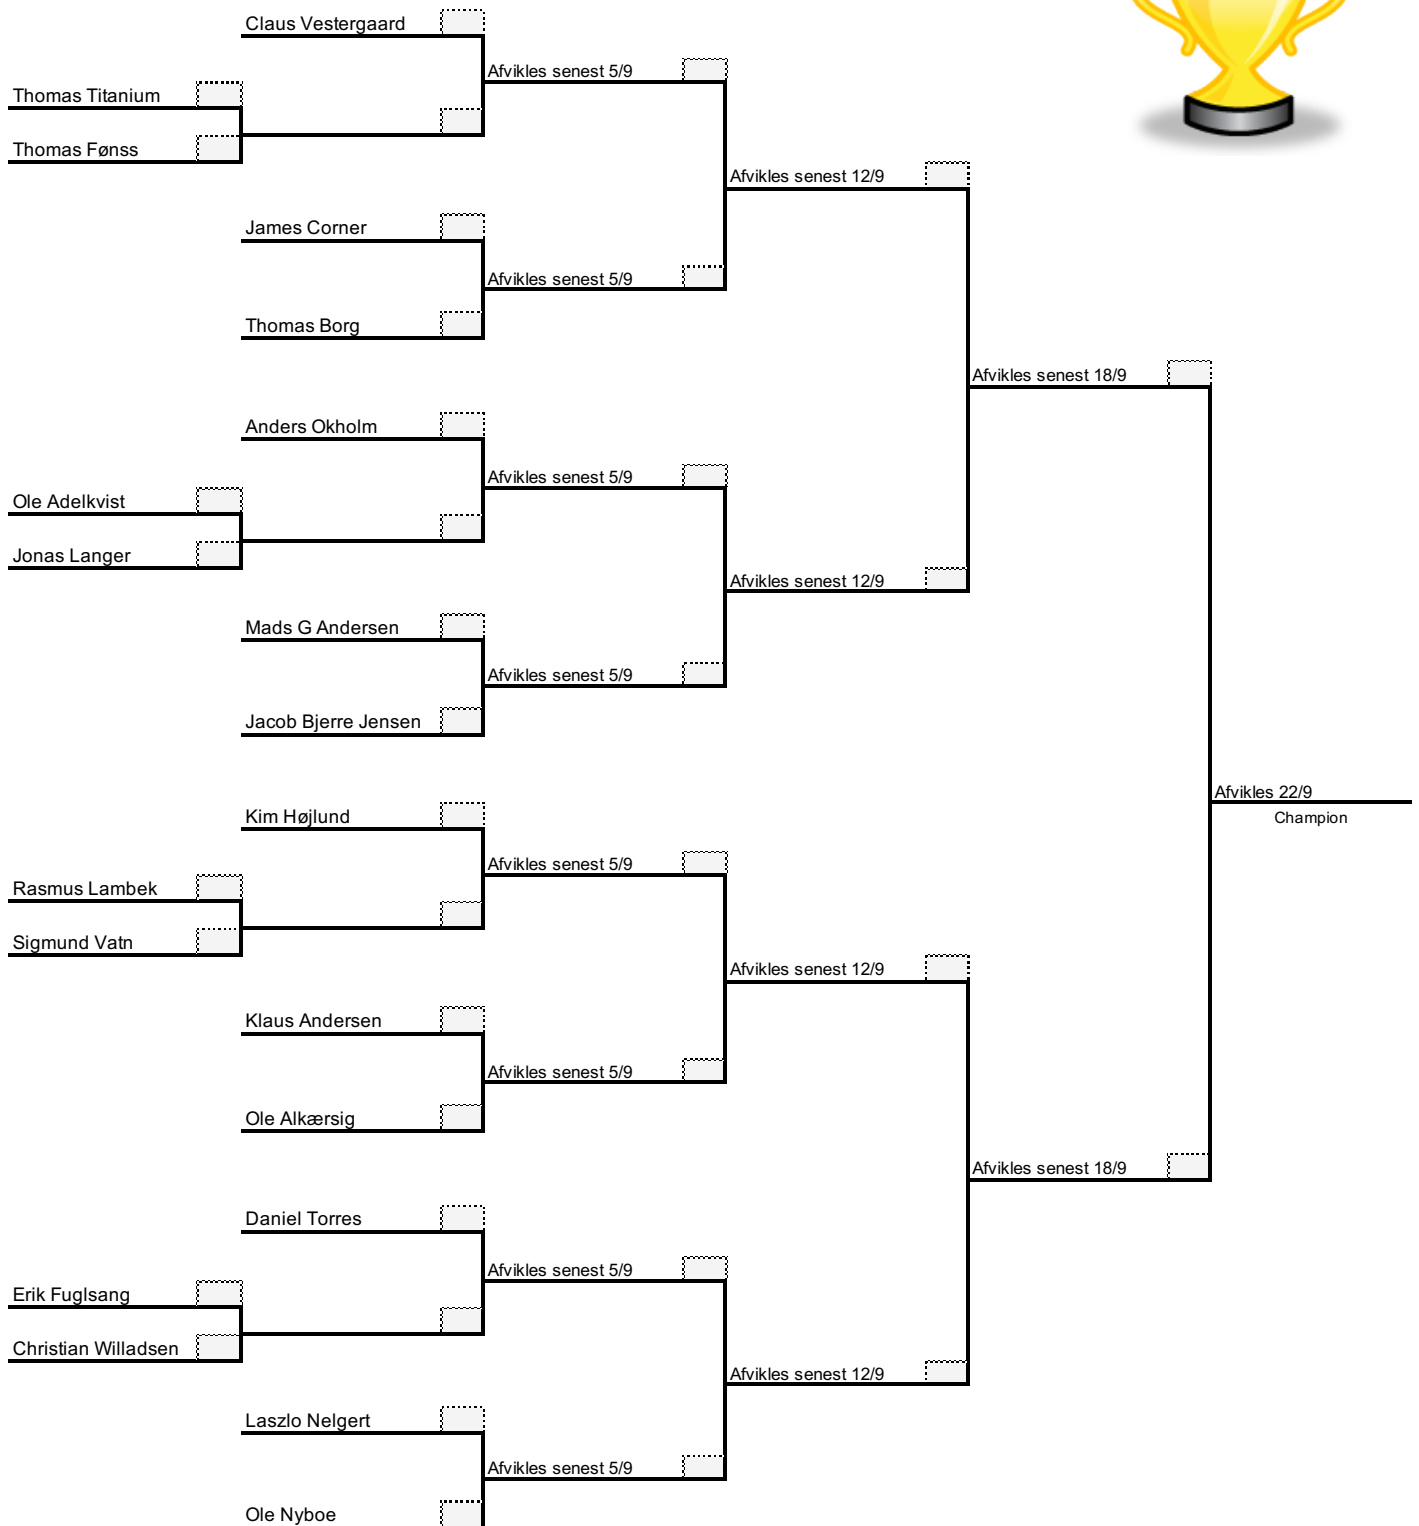 Claus Vestergaard
Afvikles senest 5/9
Thomas Titanium
Thomas Fønss
Afvikles senest 12/9
James Corner
Afvikles senest 5/9
Thomas Borg
Afvikles senest 18/9
Anders Okholm
Afvikles senest 5/9
Ole Adelkvist
Jonas Langer
Afvikles senest 12/9
Mads G Andersen
Afvikles senest 5/9
Jacob Bjerre Jensen
Afvikles 22/9
Champion
Kim Højlund
Afvikles senest 5/9
Rasmus Lambek
Sigmund Vatn
Afvikles senest 12/9
Klaus Andersen
Afvikles senest 5/9
Ole Alkærsig
Afvikles senest 18/9
Daniel Torres
Afvikles senest 5/9
Erik Fuglsang
Christian Willadsen
Afvikles senest 12/9
Laszlo Nelgert
Afvikles senest 5/9
Ole Nyboe